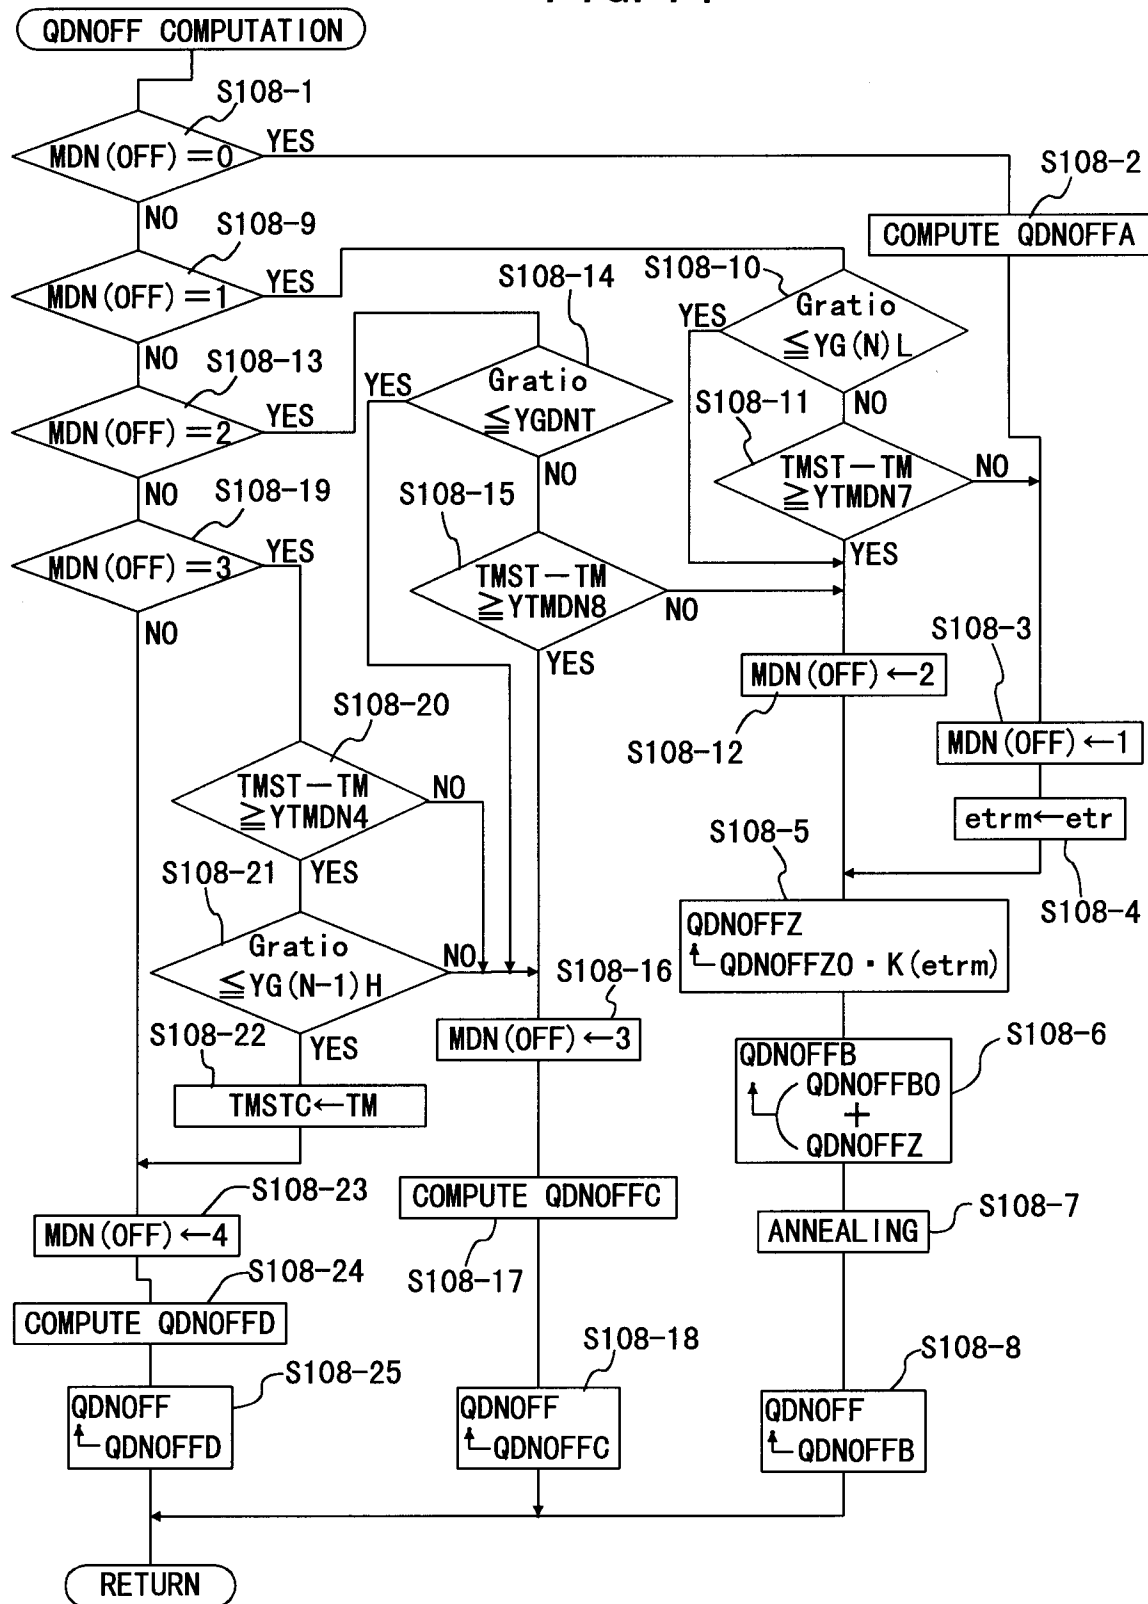 QDNOFF COMPUTATION
S108-1
MDN(OFF)=0
YES
NO
S108-2
COMPUTE QDNOFFA
S108-9
MDN(OFF)=1
YES
NO
S108-10
Gratio
≦YG(N)L
YES
NO
S108-11
TMST-TM
≧YTMDN7
NO
YES
S108-13
MDN(OFF)=2
YES
NO
S108-14
Gratio
≦YGDNT
YES
NO
S108-15
TMST-TM
≧YTMDN8
NO
YES
S108-19
MDN(OFF)=3
YES
NO
S108-12
MDN(OFF)←2
S108-3
MDN(OFF)←1
etrm←etr
S108-4
S108-20
TMST-TM
≧YTMDN4
NO
YES
S108-21
Gratio
≦YG(N-1)H
NO
YES
S108-22
TMSTC←TM
S108-5
QDNOFFZ
QDNOFFZ0・K(etrm)
S108-16
MDN(OFF)←3
S108-6
QDNOFFB
QDNOFFB0
+
QDNOFFZ
COMPUTE QDNOFFC
S108-17
S108-7
ANNEALING
S108-23
MDN(OFF)←4
S108-24
COMPUTE QDNOFFD
S108-25
QDNOFF
QDNOFFD
S108-18
QDNOFF
QDNOFFC
S108-8
QDNOFF
QDNOFFB
RETURN